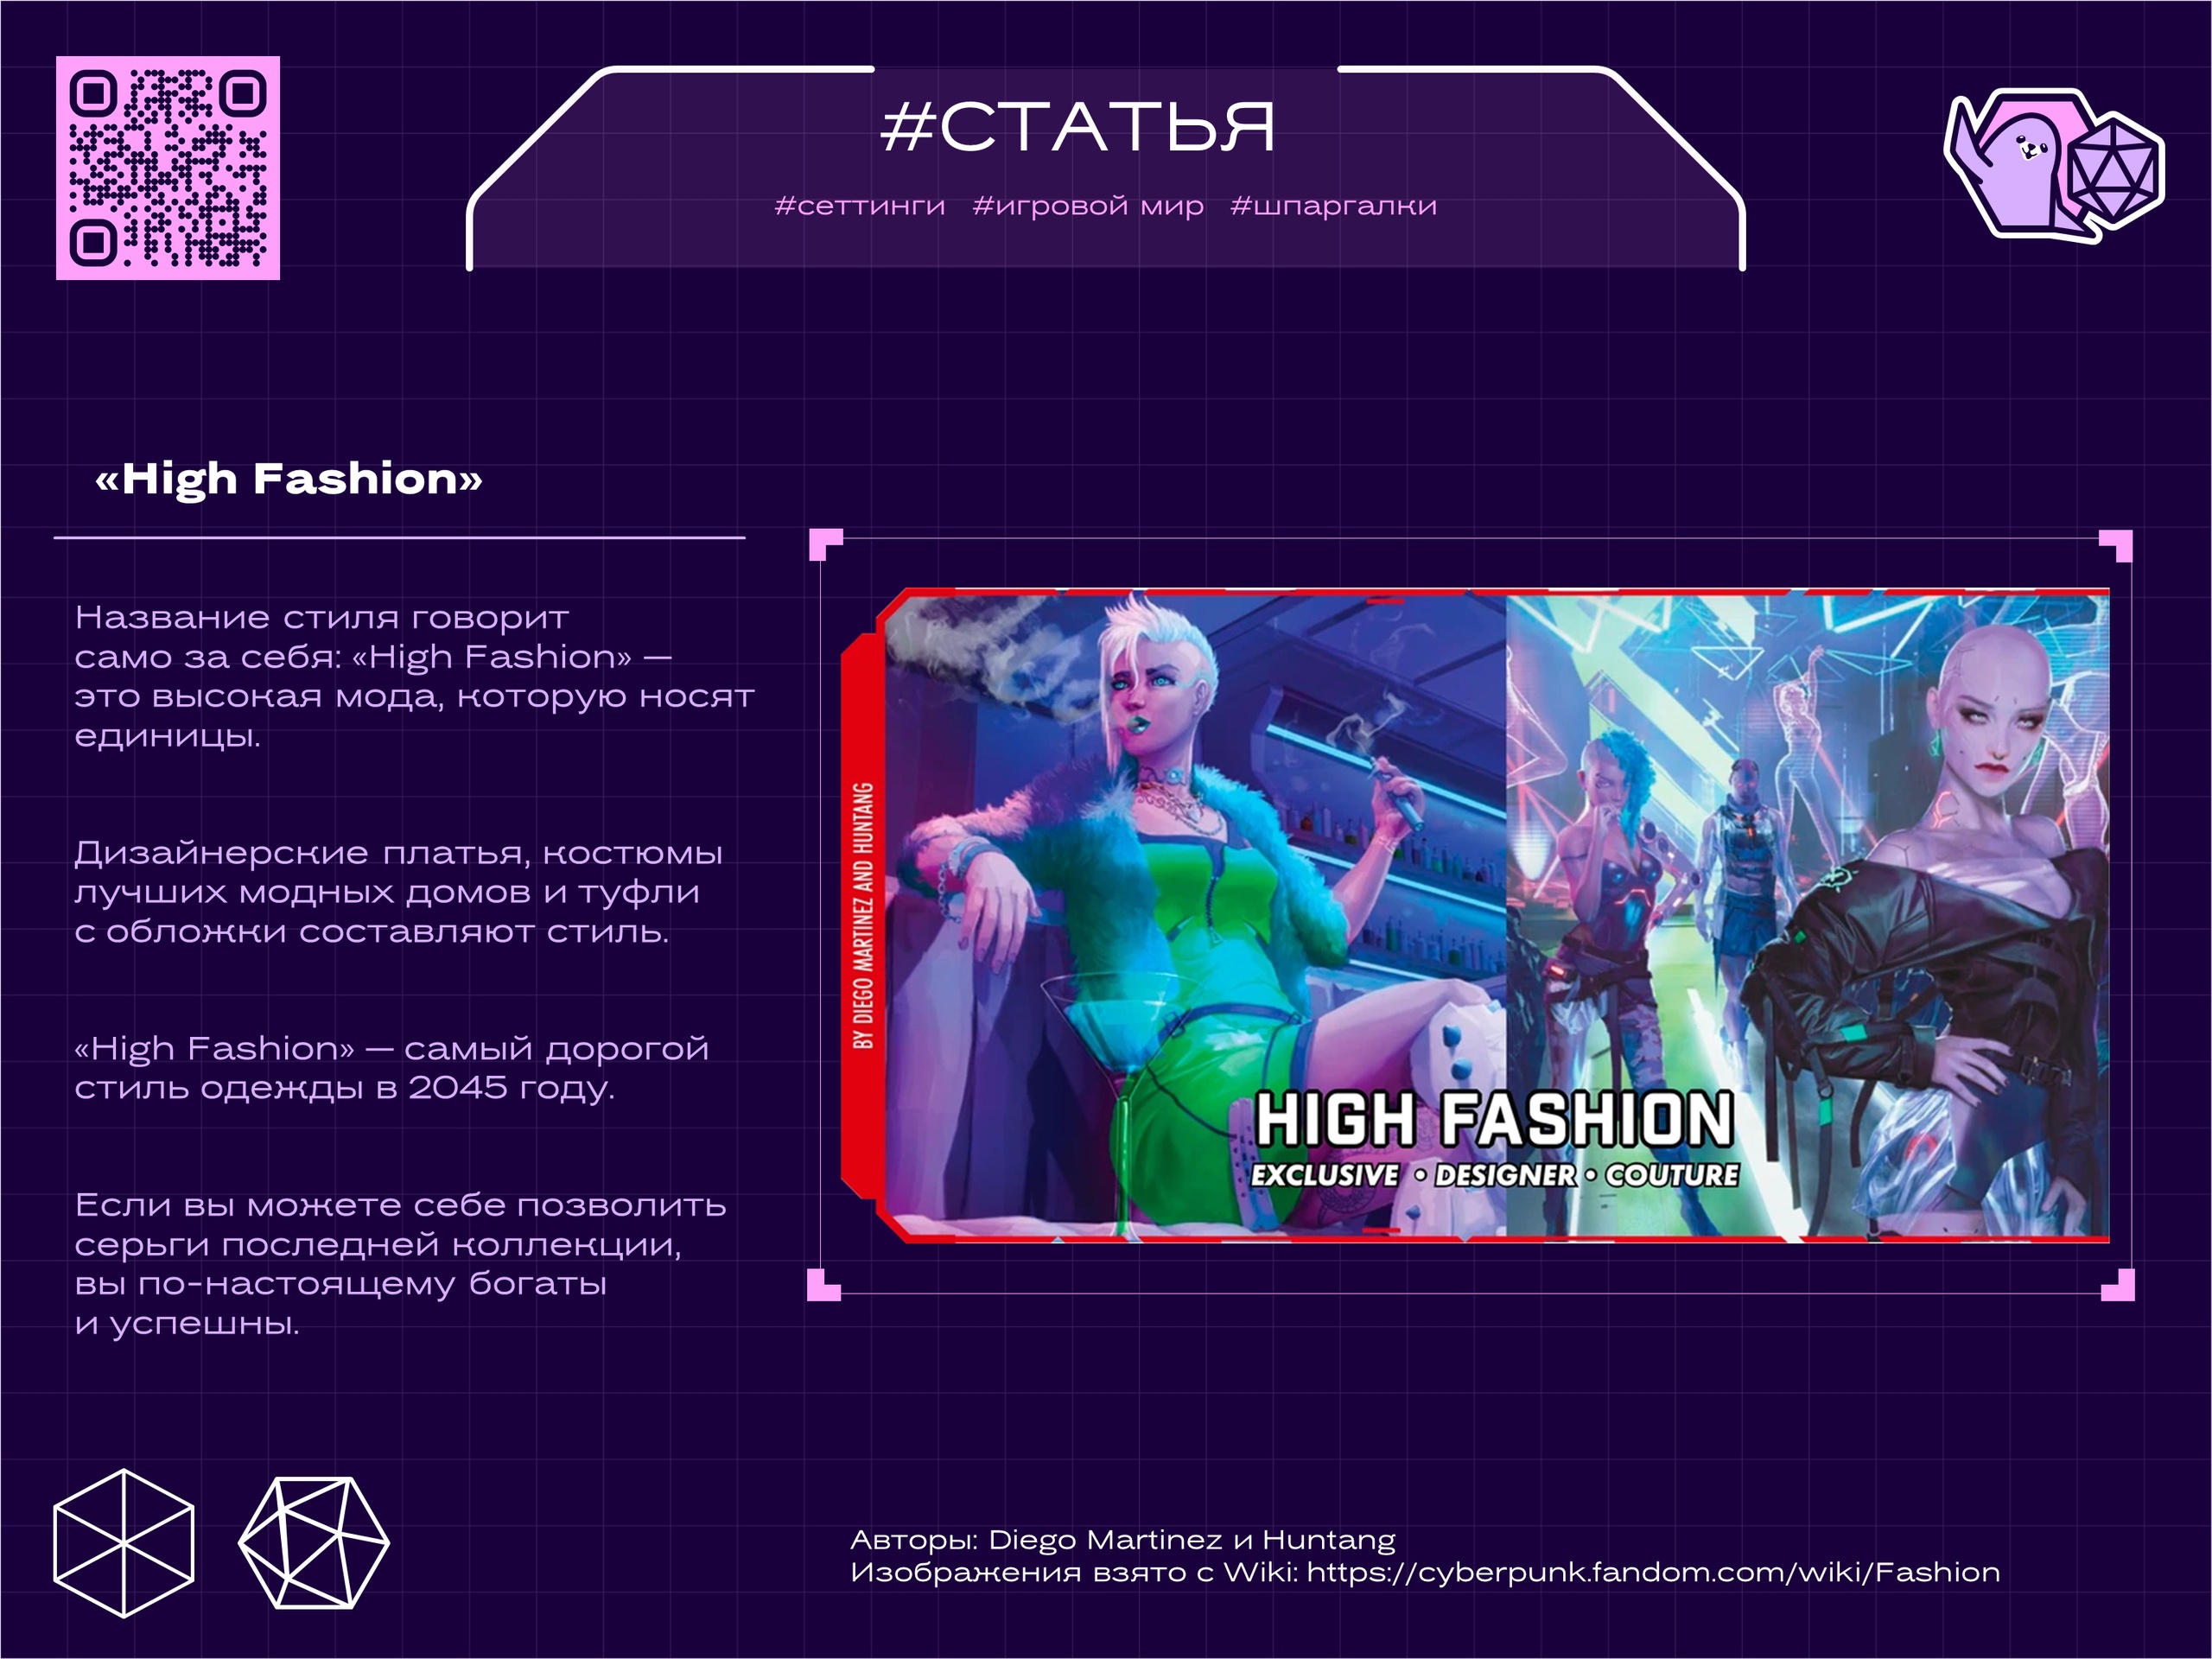 #СТАТЬЯ
#сеттинги #игровой мир #шпаргалки
«High Fashion»
Название стиля говорит
само за себя: «High Fashion» —
это высокая мода, которую носят
единицы.
Дизайнерские платья, костюмы
лучших модных домов и туфли
с обложки составляют стиль.
«High Fashion» — самый дорогой
стиль одежды в 2045 году.
Если вы можете себе позволить
серьги последней коллекции,
вы по-настоящему богаты
и успешны.
BY DIEGO MARTINEZ AND HUNTANG
HIGH FASHION
EXCLUSIVE • DESIGNER • COUTURE
Авторы: Diego Martinez и Huntang
Изображения взято с Wiki: https://cyberpunk.fandom.com/wiki/Fashion